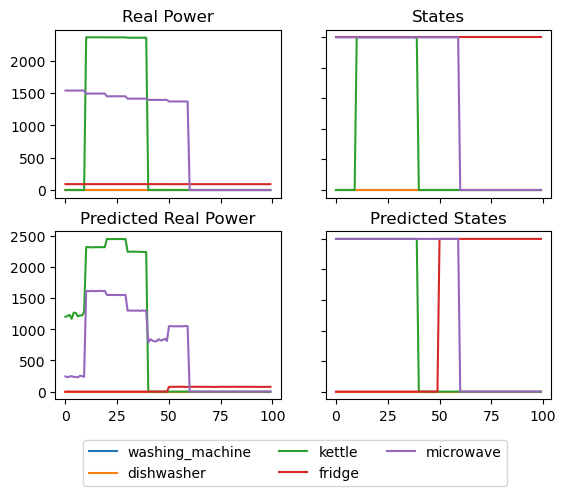 Real Power
States
2000
1500
1000
500
0
Predicted Real Power
Predicted States
2500
2000
1500
1000
500
0
0 25 50 75 100
0 25 50 75 100
washing_machine kettle microwave
dishwasher fridge